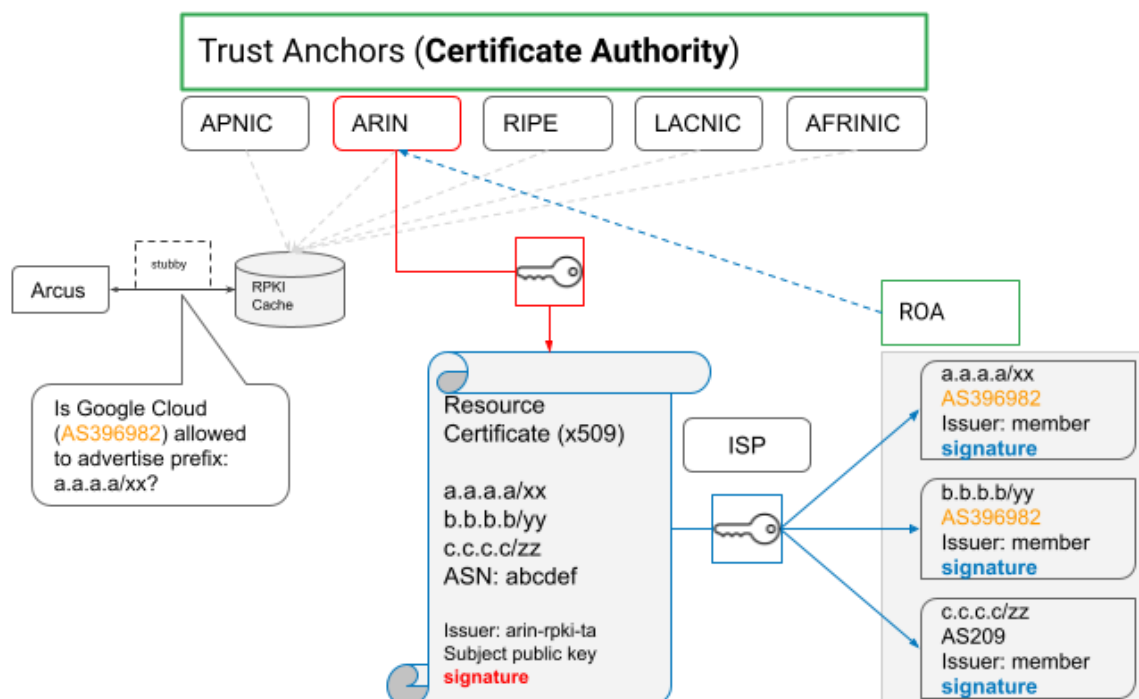 Trust Anchors (Certificate Authority)
APNIC
ARIN
RIPE
LACNIC
AFRINIC
stubby
Arcus
RPKI
Cache
Is Google Cloud
(AS396982) allowed
to advertise prefix:
a.a.a.a/xx?
Resource
Certificate (x509)
a.a.a.a/xx
b.b.b.b/yy
c.c.c.c/zz
ASN: abcdef
Issuer: arin-rpki-ta
Subject public key
signature
ISP
ROA
a.a.a.a/xx
AS396982
Issuer: member
signature
b.b.b.b/yy
AS396982
Issuer: member
signature
c.c.c.c/zz
AS209
Issuer: member
signature